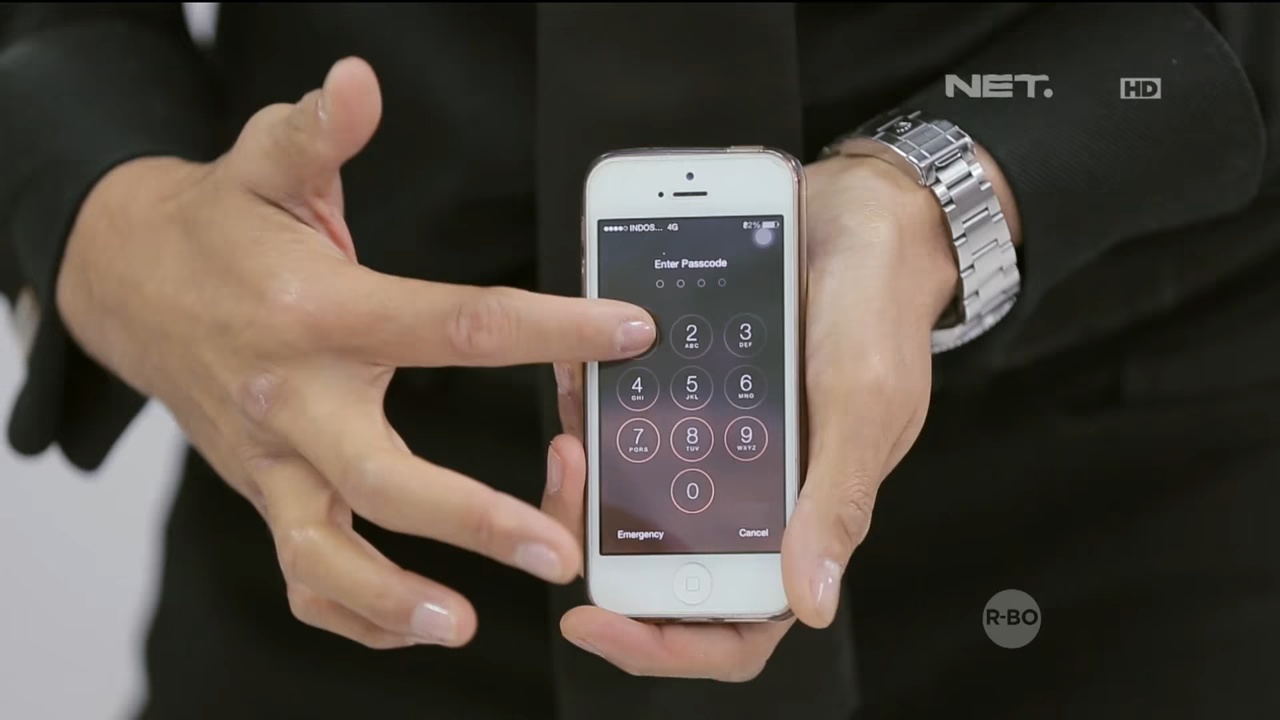 NET.
HD
INDOS... 4G 82%
Enter Passcode
2 3
ABC DEF
4 5 6
GHI JKL MNO
7 8 9
PQRS TUV WXYZ
0
Emergency Cancel
R-BO